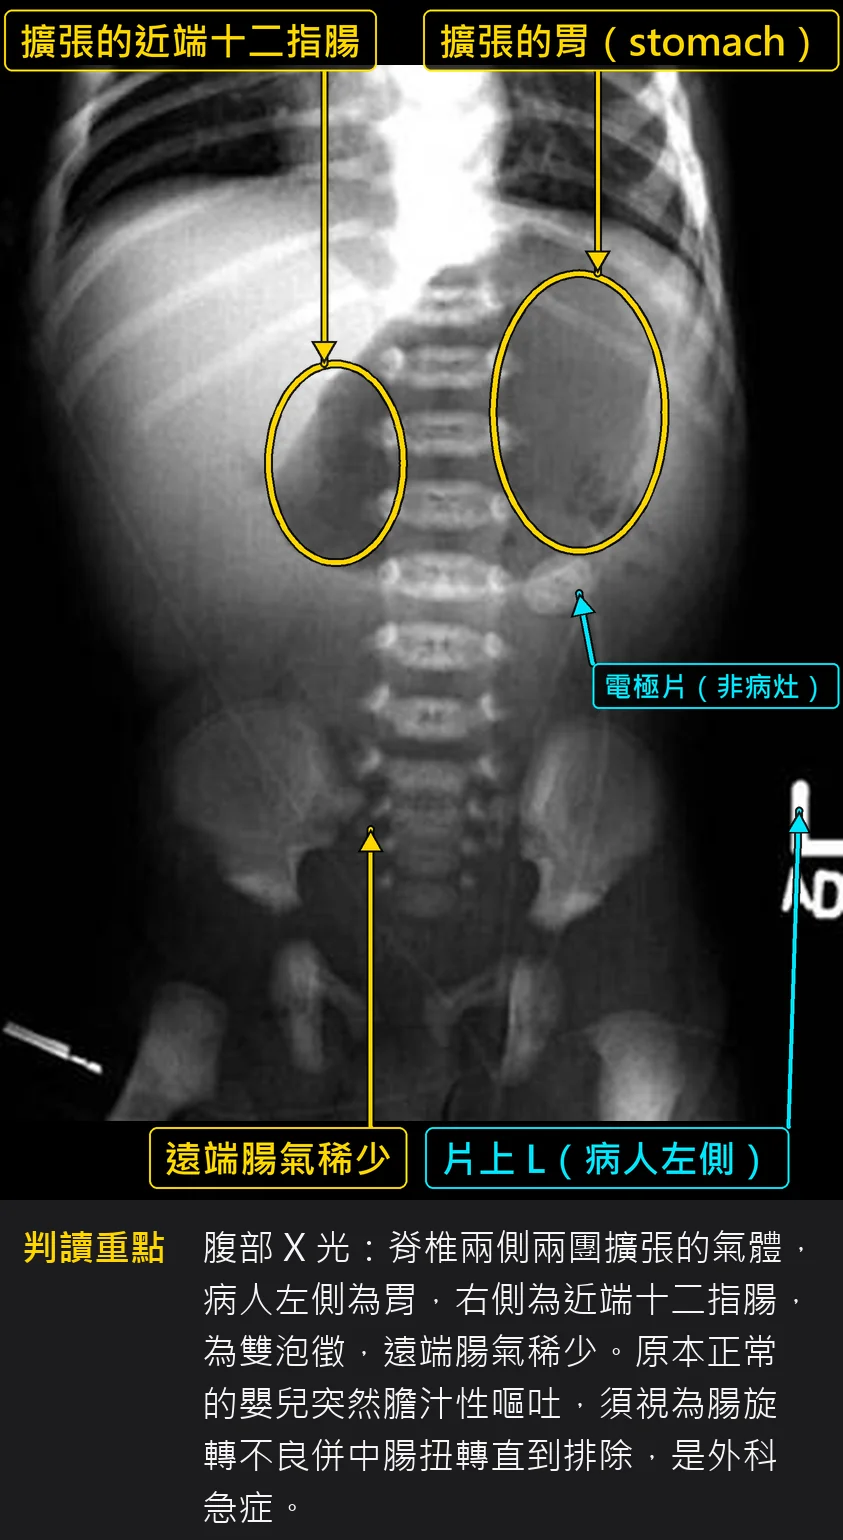 擴張的近端十二指腸
擴張的胃（stomach）
電極片（非病灶）
AD
遠端腸氣稀少
片上 L（病人左側）
判讀重點
腹部 X 光：脊椎兩側兩團擴張的氣體，
病人左側為胃，右側為近端十二指腸，
為雙泡徵，遠端腸氣稀少。原本正常
的嬰兒突然膽汁性嘔吐，須視為腸旋
轉不良併中腸扭轉直到排除，是外科
急症。